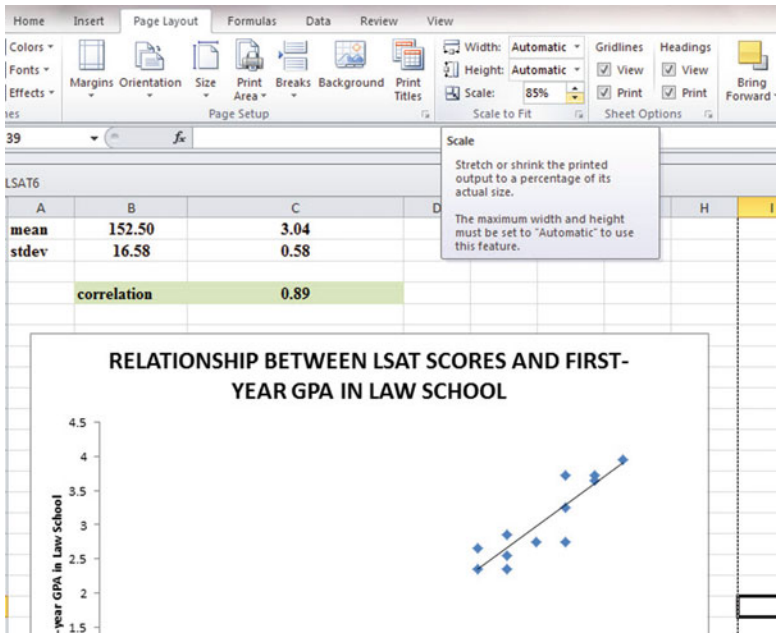 Home Insert Page Layout Formulas Data Review View
Colors Width: Automatic Gridlines Headings
Fonts Height: Automatic View View
Effects Margins Orientation Size Print Area Breaks Background Print Titles Scale: 85% Print Print Bring Forward
Page Setup Scale to Fit Sheet Options
39 fx
Scale
Stretch or shrink the printed
output to a percentage of its
actual size.
The maximum width and height
must be set to "Automatic" to use
this feature.
LSAT6
A B C D H I
mean 152.50 3.04
stdev 16.58 0.58
correlation 0.89
RELATIONSHIP BETWEEN LSAT SCORES AND FIRST-
YEAR GPA IN LAW SCHOOL
4.5
4
3.5
3
2.5
2
1.5
-year GPA in Law School